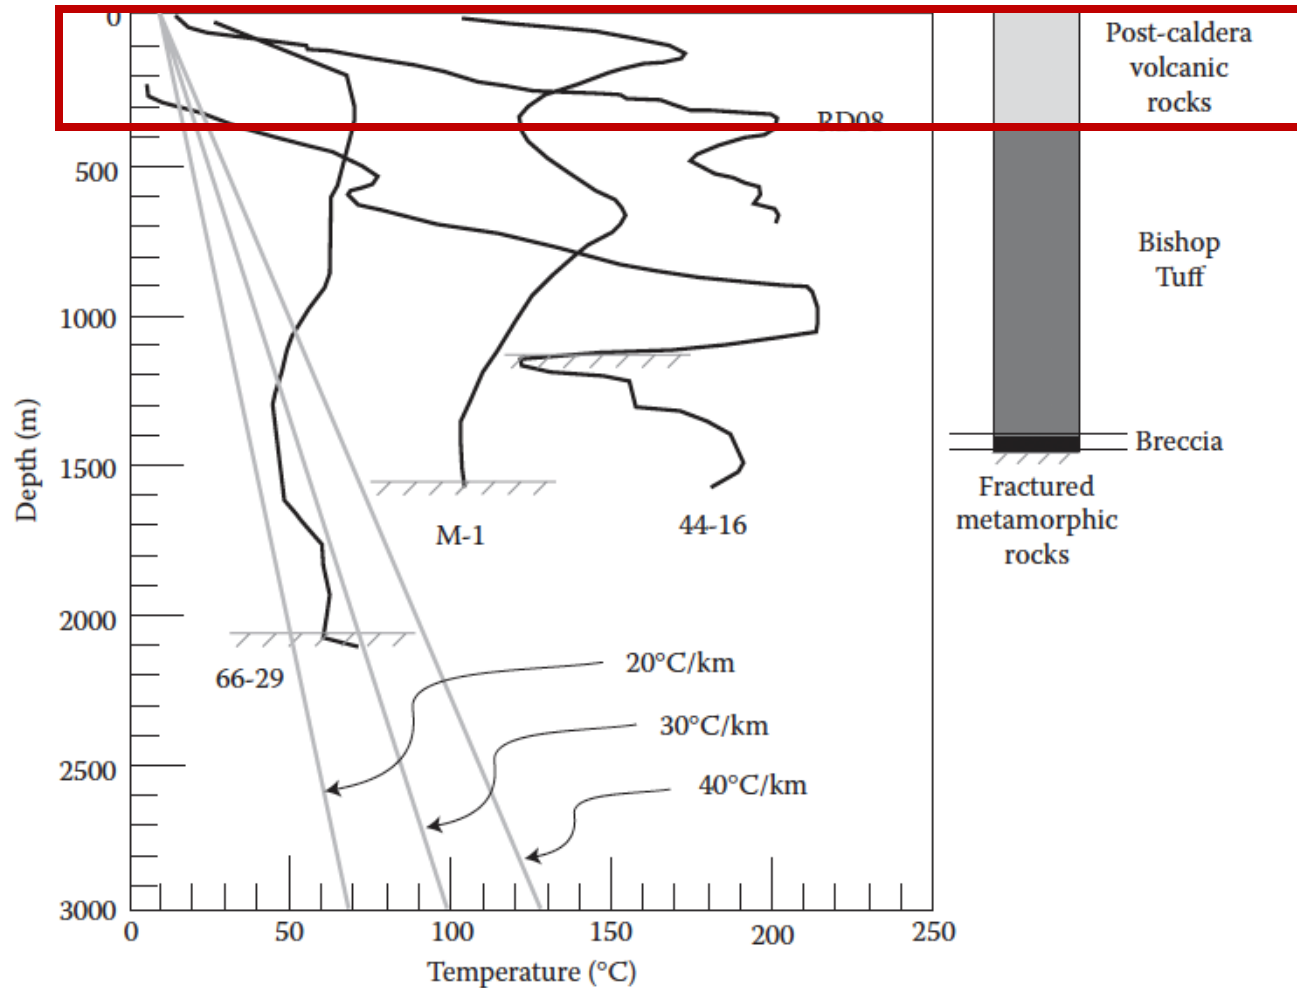 0
500
1000
1500
2000
2500
3000
Depth (m)
0
50
100
150
200
250
Temperature (°C)
RD08
M-1
44-16
66-29
20°C/km
30°C/km
40°C/km
Post-caldera
volcanic
rocks
Bishop
Tuff
Breccia
Fractured
metamorphic
rocks